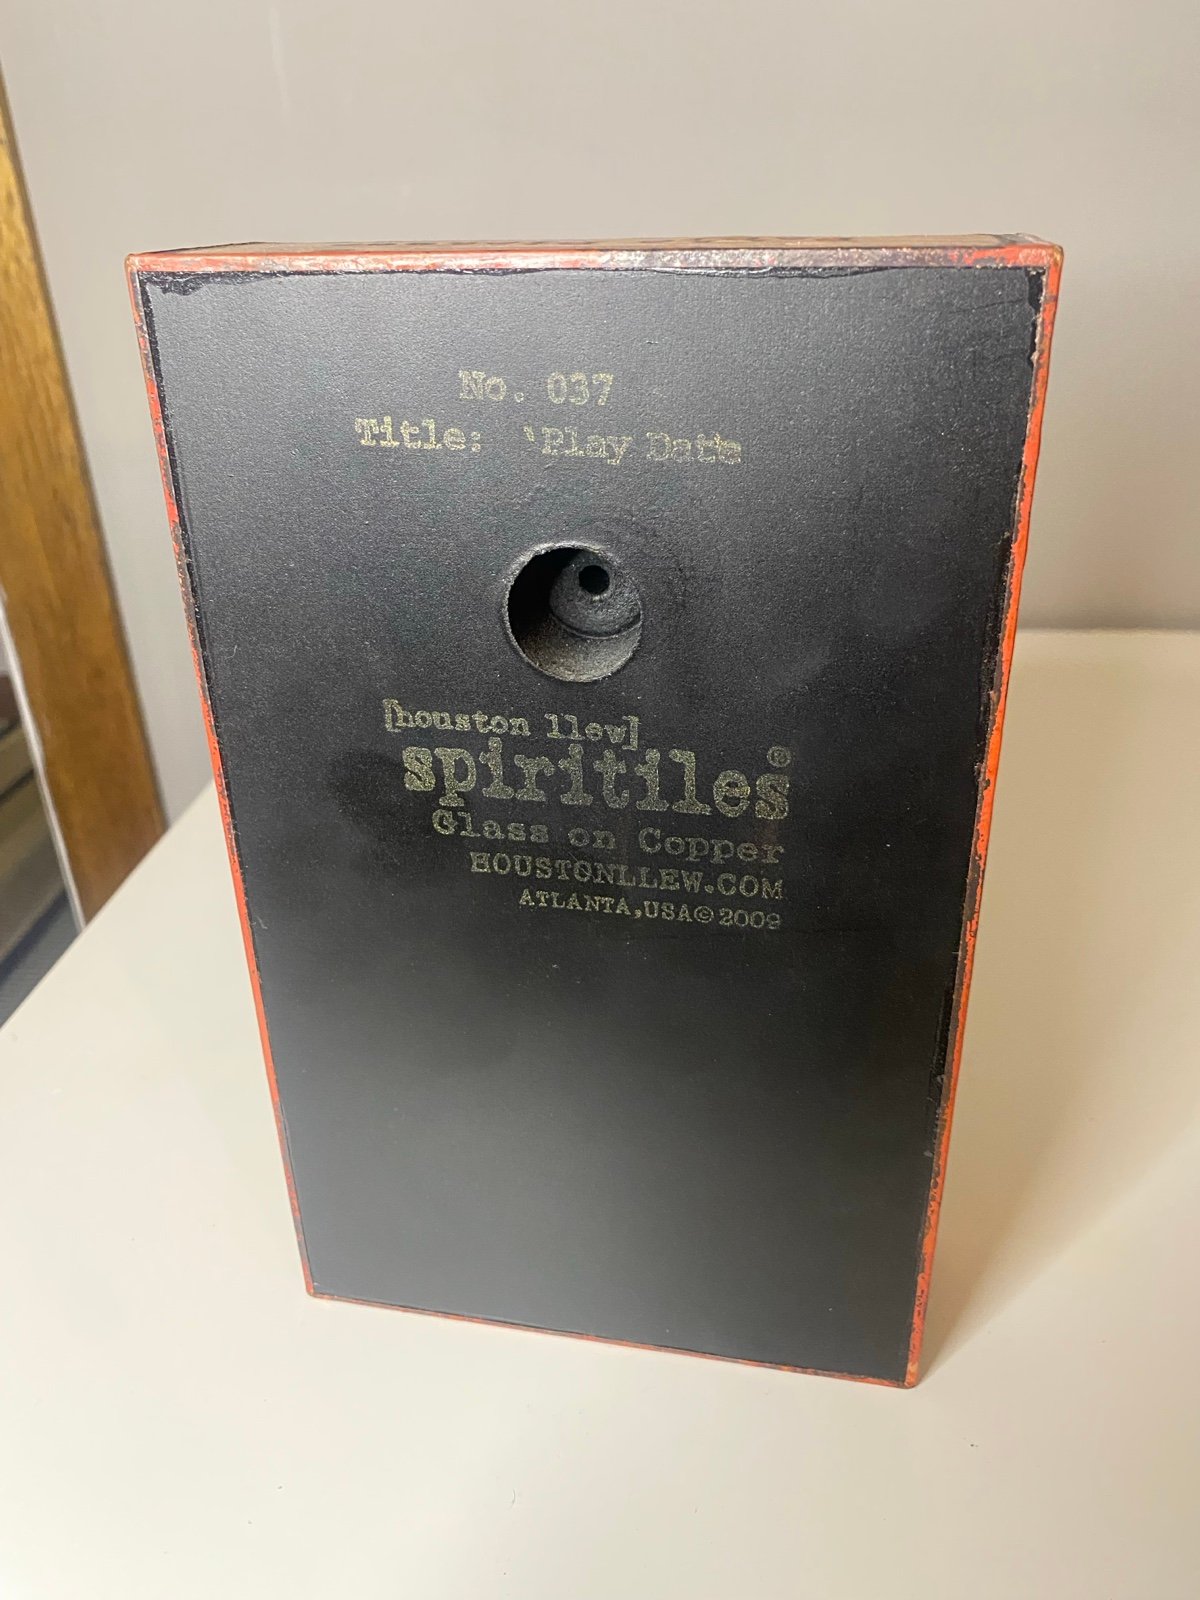 No. 037
Title: 'Play Date
[houston llew]
spiritiles®
Glass on Copper
HOUSTONLLEW.COM
ATLANTA,USA©2009